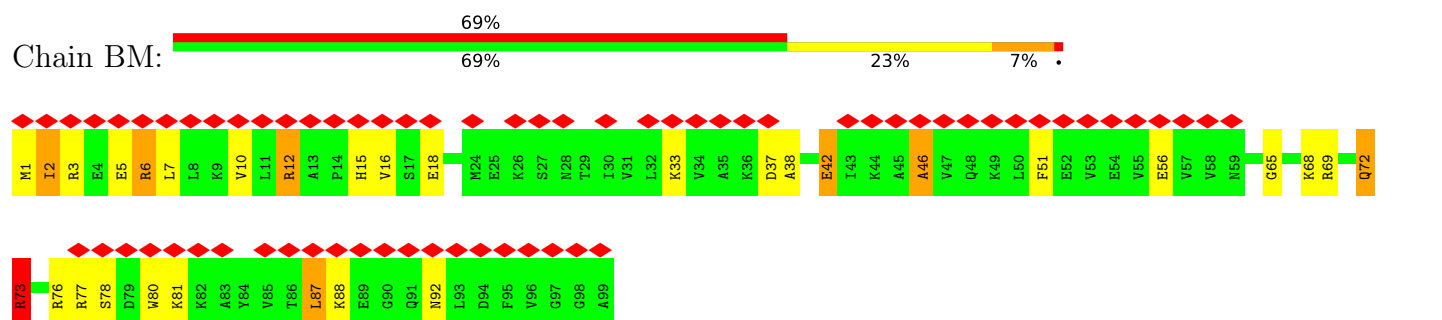 69%
Chain BM:
69% 23% 7% •
M1 I2 R3 E4 E5 R6 L7 L8 K9 V10 L11 R12 A13 P14 H15 V16 S17 E18 M24 E25 K26 S27 N28 T29 I30 V31 L32 K33 V34 A35 K36 D37 A38 E42 I43 K44 A45 A46 V47 Q48 K49 L50 F51 E52 V53 E54 V55 E56 V57 V58 N59 G65 K68 R69 Q72
R73 R76 R77 S78 D79 W80 K81 K82 A83 Y84 V85 T86 L87 K88 E89 G90 Q91 N92 L93 D94 F95 V96 G97 G98 A99